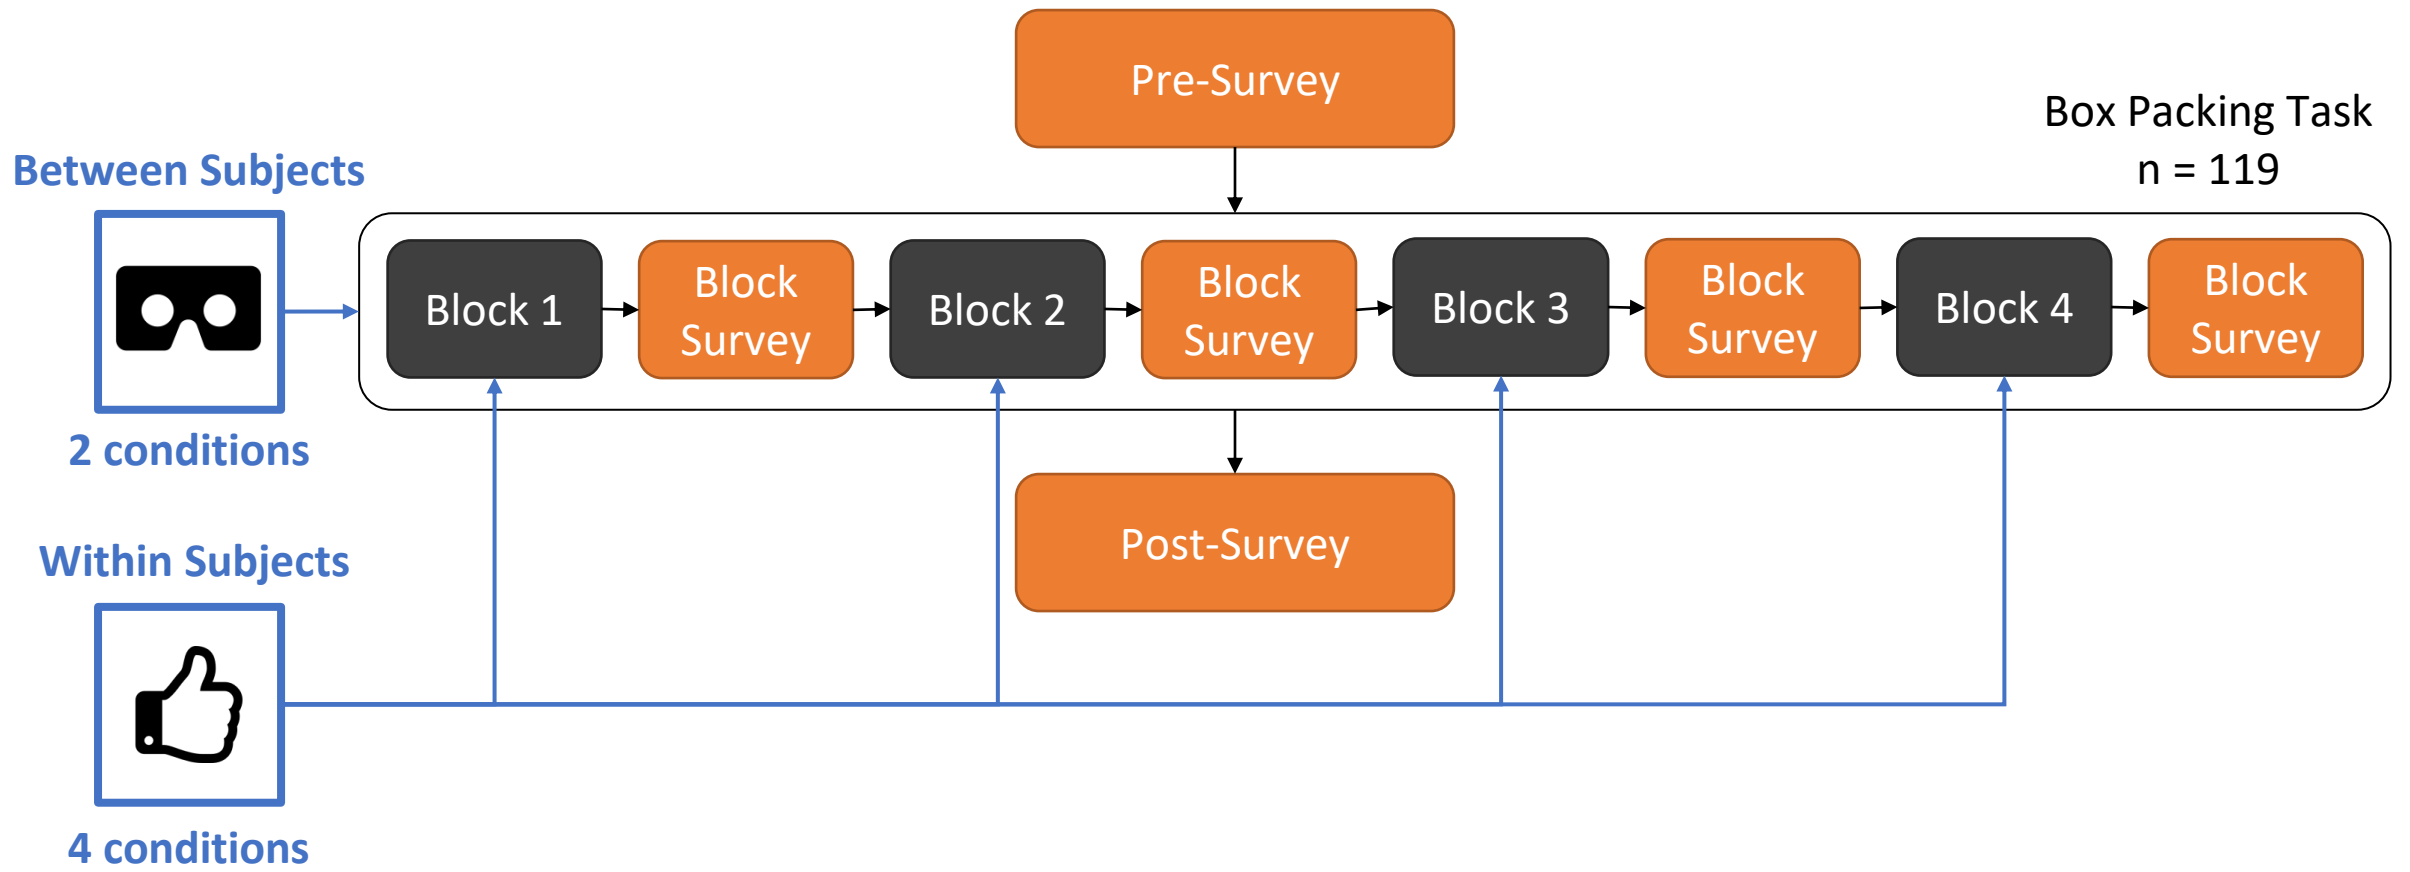 Pre-Survey
Box Packing Task
n = 119
Between Subjects
2 conditions
Block 1
Block
Survey
Block 2
Block
Survey
Block 3
Block
Survey
Block 4
Block
Survey
Post-Survey
Within Subjects
4 conditions